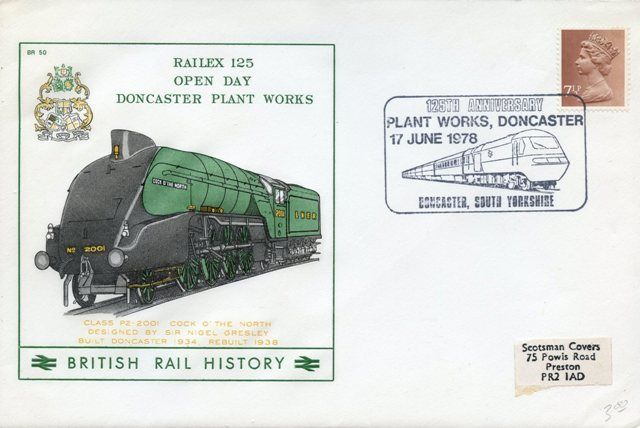 BR 50
RAILEX 125
OPEN DAY
DONCASTER PLANT WORKS
COCK O' THE NORTH
2001 L N E R
No 2001
CLASS P2-2001 COCK O' THE NORTH
DESIGNED BY SIR NIGEL GRESLEY
BUILT DONCASTER 1934, REBUILT 1938
BRITISH RAIL HISTORY
7½P
125TH ANNIVERSARY
PLANT WORKS, DONCASTER
17 JUNE 1978
DONCASTER, SOUTH YORKSHIRE
Scotsman Covers
75 Powis Road
Preston
PR2 1AD